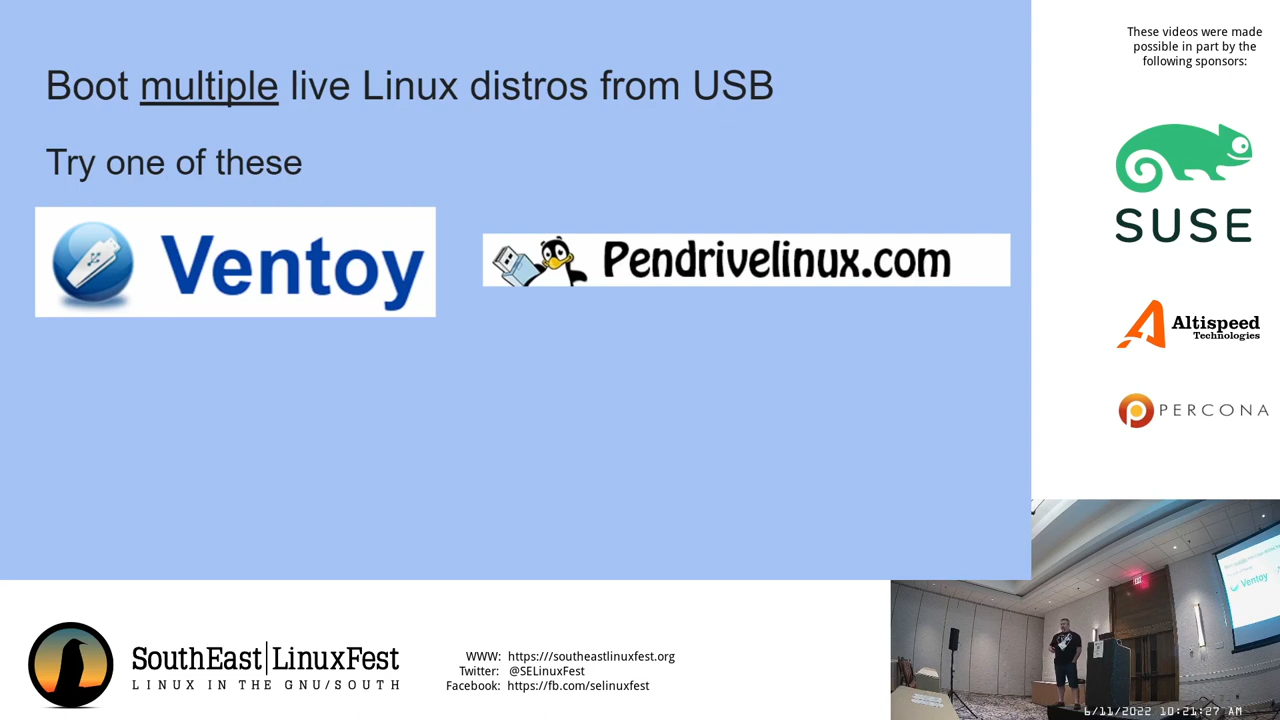 Boot multiple live Linux distros from USB
Try one of these
Ventoy
Pendrivelinux.com
These videos were made
possible in part by the
following sponsors:
SUSE
Altispeed
Technologies
PERCONA
SouthEast|LinuxFest
LINUX IN THE GNU/SOUTH
WWW: https:///southeastlinuxfest.org
Twitter: @SELinuxFest
Facebook: https://fb.com/selinuxfest
EXIT
Ventoy
6/11/2022 10:21:27 AM